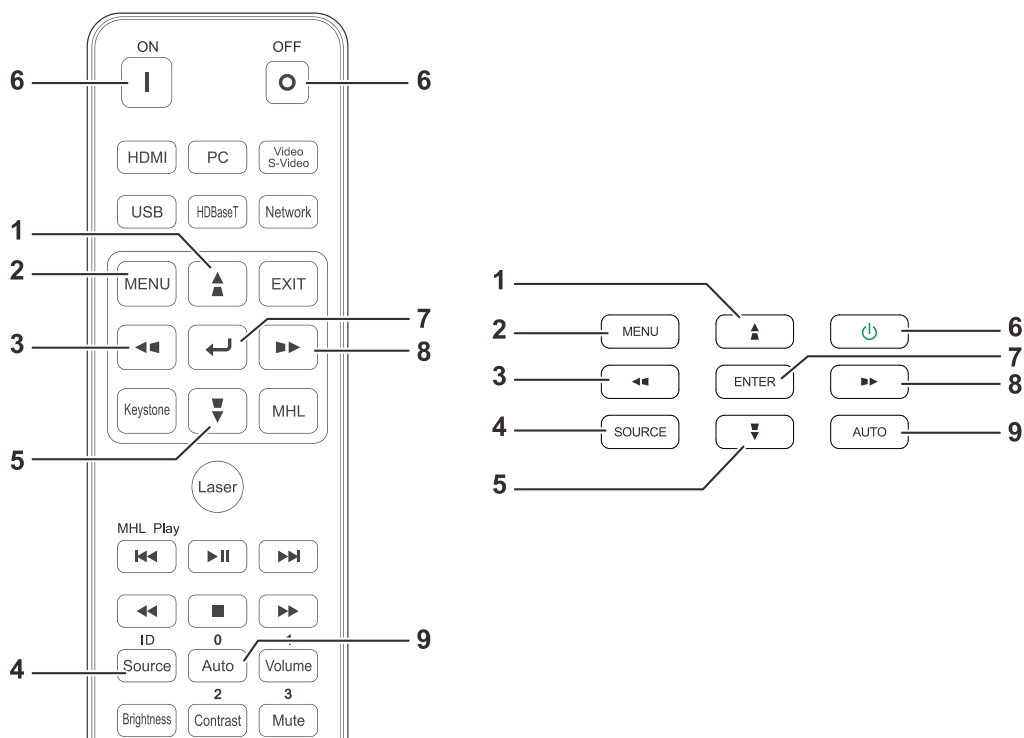 ON OFF
6 6
HDMI PC Video S-Video
USB HDBaseT Network
1
2 MENU EXIT
7
3 8
Keystone MHL
5
Laser
MHL Play
ID 0
9
4 Source Auto Volume
2 3
Brightness Contrast Mute
1
2 MENU 6
7
3 ENTER 8
4 SOURCE AUTO 9
5